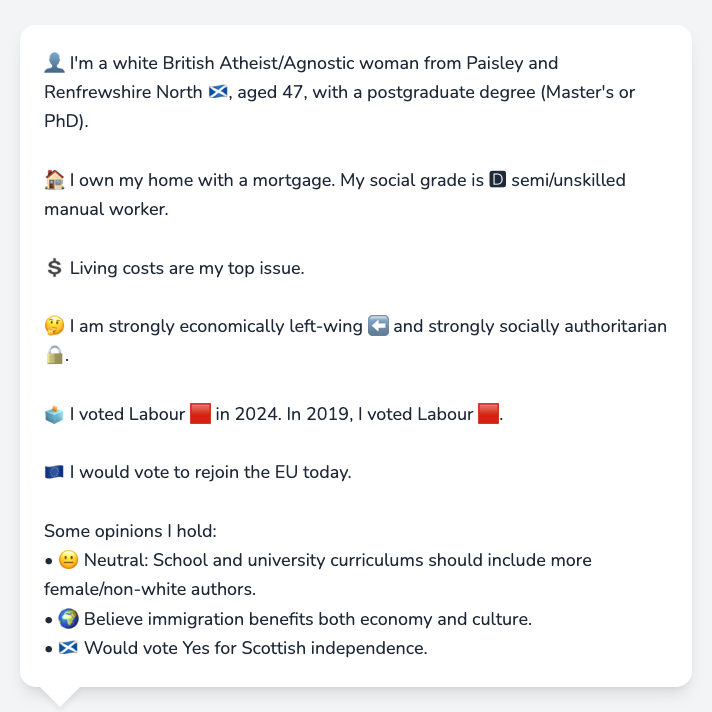 👤 I'm a white British Atheist/Agnostic woman from Paisley and
Renfrewshire North 🏴󠁧󠁢󠁳󠁣󠁴󠁿, aged 47, with a postgraduate degree (Master's or
PhD).
🏠 I own my home with a mortgage. My social grade is 🅳 semi/unskilled
manual worker.
💲 Living costs are my top issue.
🤔 I am strongly economically left-wing ⬅️ and strongly socially authoritarian
🔒.
🗳️ I voted Labour 🟥 in 2024. In 2019, I voted Labour 🟥.
🇪🇺 I would vote to rejoin the EU today.
Some opinions I hold:
• 😐 Neutral: School and university curriculums should include more
female/non-white authors.
• 🌍 Believe immigration benefits both economy and culture.
• 🏴󠁧󠁢󠁳󠁣󠁴󠁿 Would vote Yes for Scottish independence.